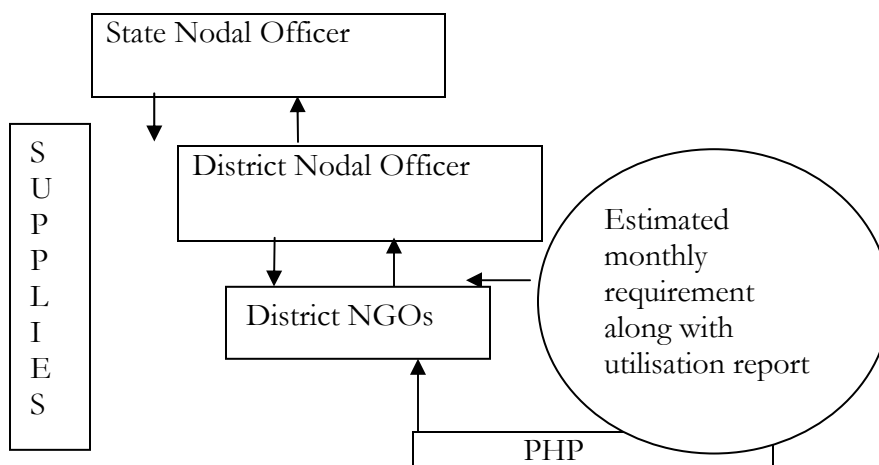 State Nodal Officer
S
U
P
P
L
I
E
S
District Nodal Officer
Estimated
monthly
requirement
along with
utilisation report
District NGOs
PHP